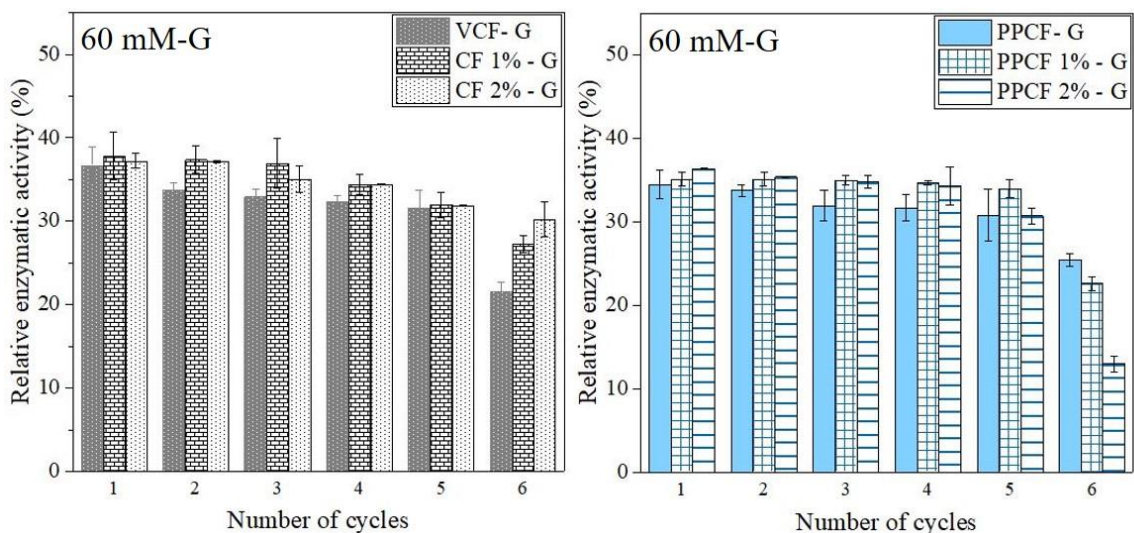 60 mM-G
VCF- G
CF 1% - G
CF 2% - G
Relative enzymatic activity (%)
50
40
30
20
10
0
1 2 3 4 5 6
Number of cycles
60 mM-G
PPCF- G
PPCF 1% - G
PPCF 2% - G
Relative enzymatic activity (%)
50
40
30
20
10
0
1 2 3 4 5 6
Number of cycles